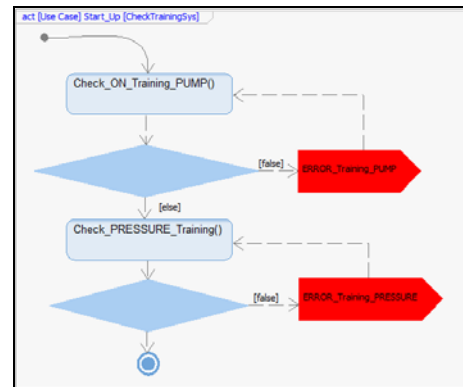 act [Use Case] Start_Up [CheckTrainingSys]
Check_ON_Training_PUMP()
[false]
ERROR_Training_PUMP
[else]
Check_PRESSURE_Training()
[false]
ERROR_Training_PRESSURE